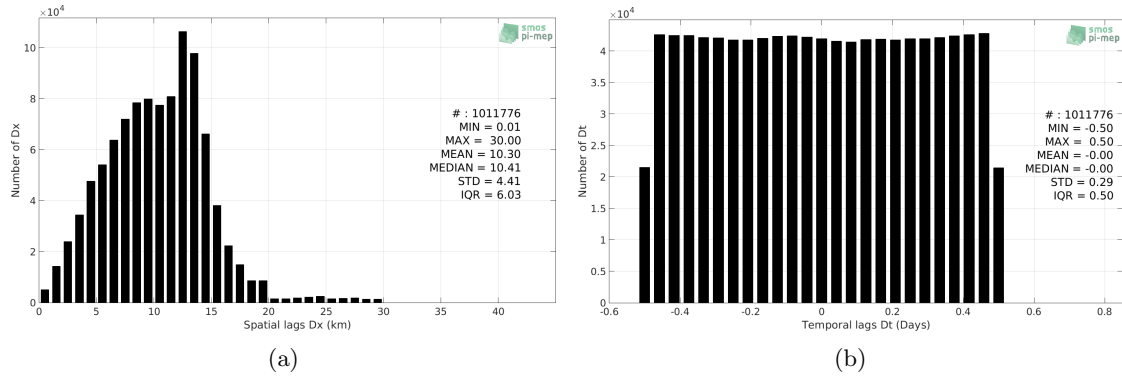 ×10⁴
10
8
6
4
2
0
Number of Dx
0 5 10 15 20 25 30 35 40
Spatial lags Dx (km)
smos
pi-mep
# : 1011776
MIN = 0.01
MAX = 30.00
MEAN = 10.30
MEDIAN = 10.41
STD = 4.41
IQR = 6.03
(a)
×10⁴
4
3.5
3
2.5
2
1.5
1
0.5
0
Number of Dt
-0.6 -0.4 -0.2 0 0.2 0.4 0.6 0.8
Temporal lags Dt (Days)
smos
pi-mep
# : 1011776
MIN = -0.50
MAX = 0.50
MEAN = -0.00
MEDIAN = -0.00
STD = 0.29
IQR = 0.50
(b)